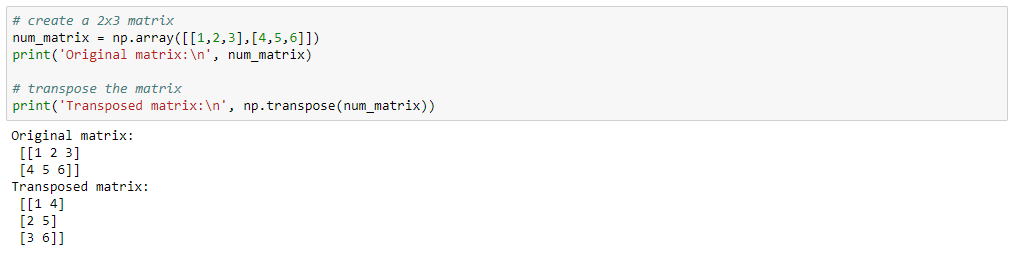 # create a 2x3 matrix
num_matrix = np.array([[1,2,3],[4,5,6]])
print('Original matrix:\n', num_matrix)
# transpose the matrix
print('Transposed matrix:\n', np.transpose(num_matrix))
Original matrix:
[[1 2 3]
[4 5 6]]
Transposed matrix:
[[1 4]
[2 5]
[3 6]]